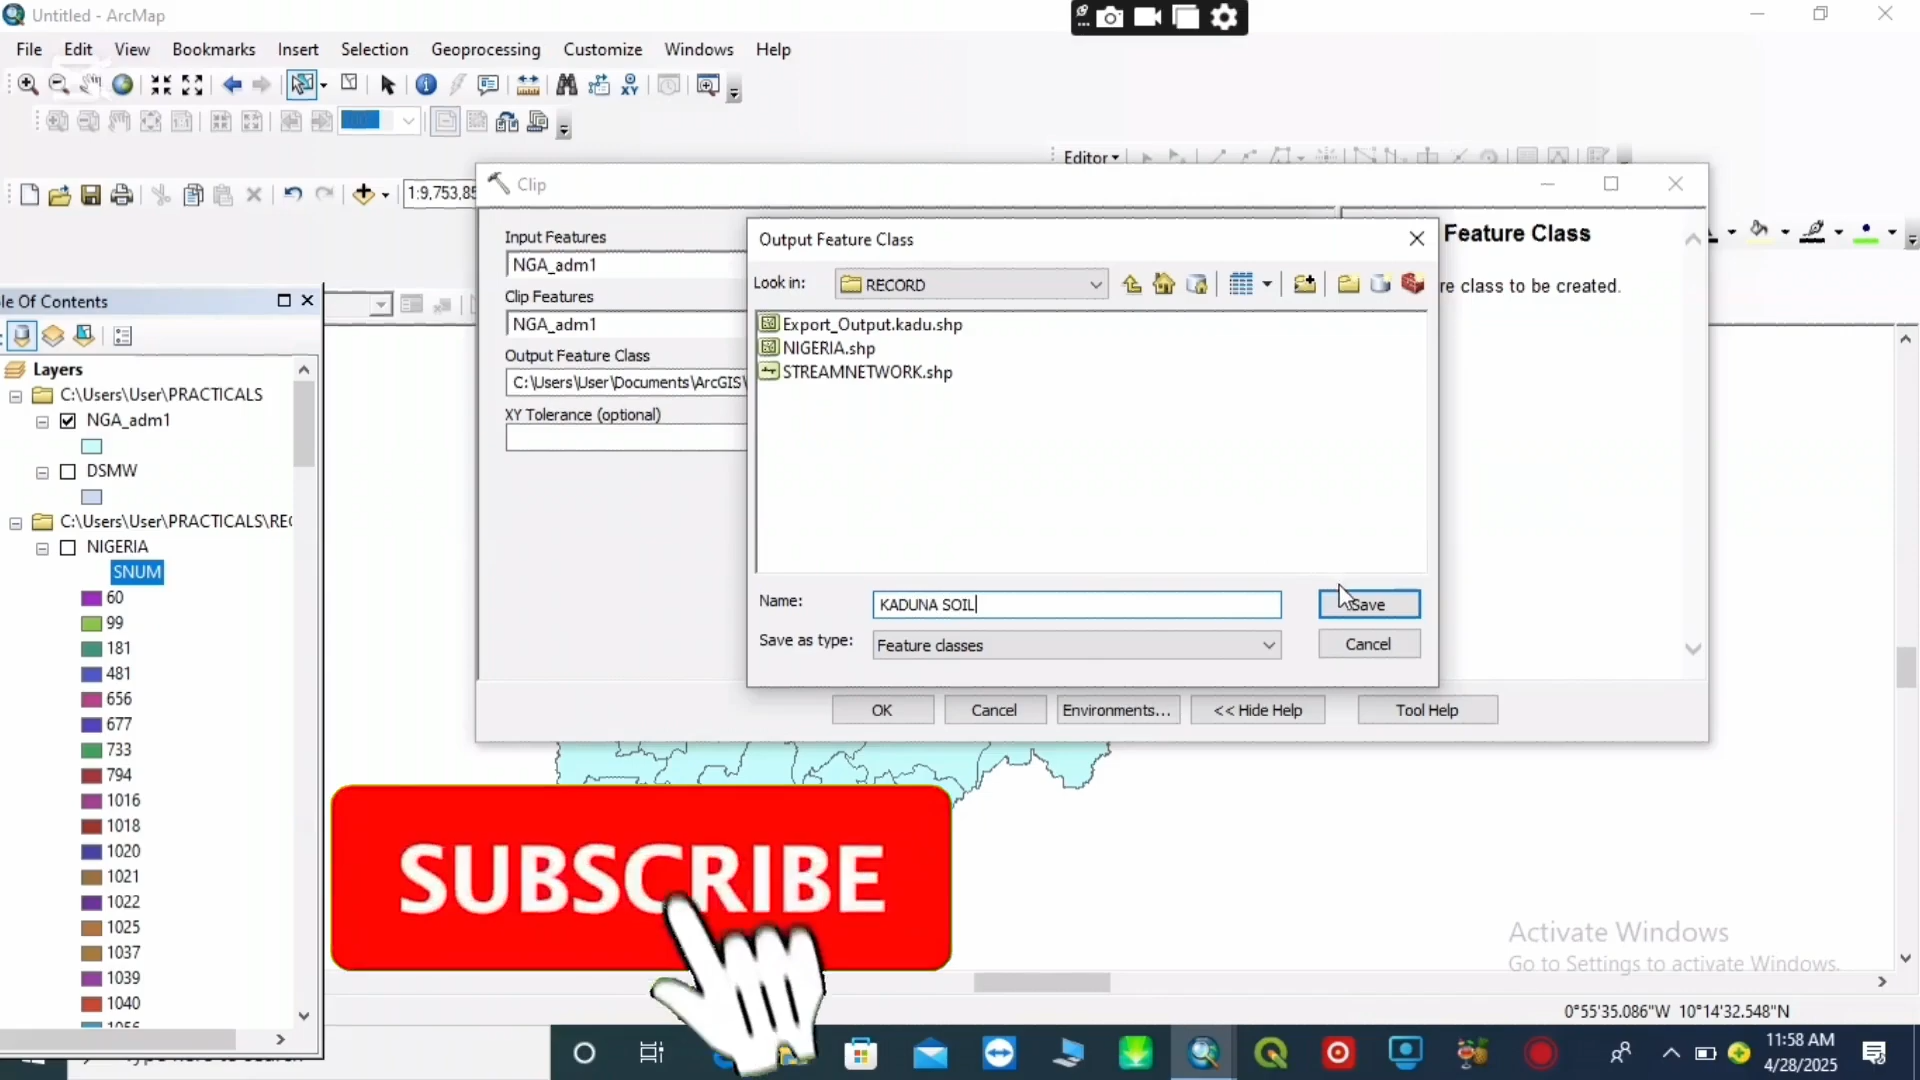 Untitled - ArcMap
File Edit View Bookmarks Insert Selection Geoprocessing Customize Windows Help
Editor
1:9,753,85
Clip
Input Features
NGA_adm1
Clip Features
NGA_adm1
Output Feature Class
C:\Users\User\Documents\ArcGIS\
XY Tolerance (optional)
Output Feature Class
Look in: RECORD
Export_Output.kadu.shp
NIGERIA.shp
STREAMNETWORK.shp
Name: KADUNA SOIL
Save
Save as type: Feature classes
Cancel
Feature Class
re class to be created.
OK Cancel Environments... << Hide Help Tool Help
le Of Contents
Layers
C:\Users\User\PRACTICALS
NGA_adm1
DSMW
C:\Users\User\PRACTICALS\RE
NIGERIA
SNUM
60
99
181
481
656
677
733
794
1016
1018
1020
1021
1022
1025
1037
1039
1040
1056
SUBSCRIBE
Activate Windows
Go to Settings to activate Windows.
0°55'35.086"W 10°14'32.548"N
11:58 AM
4/28/2025